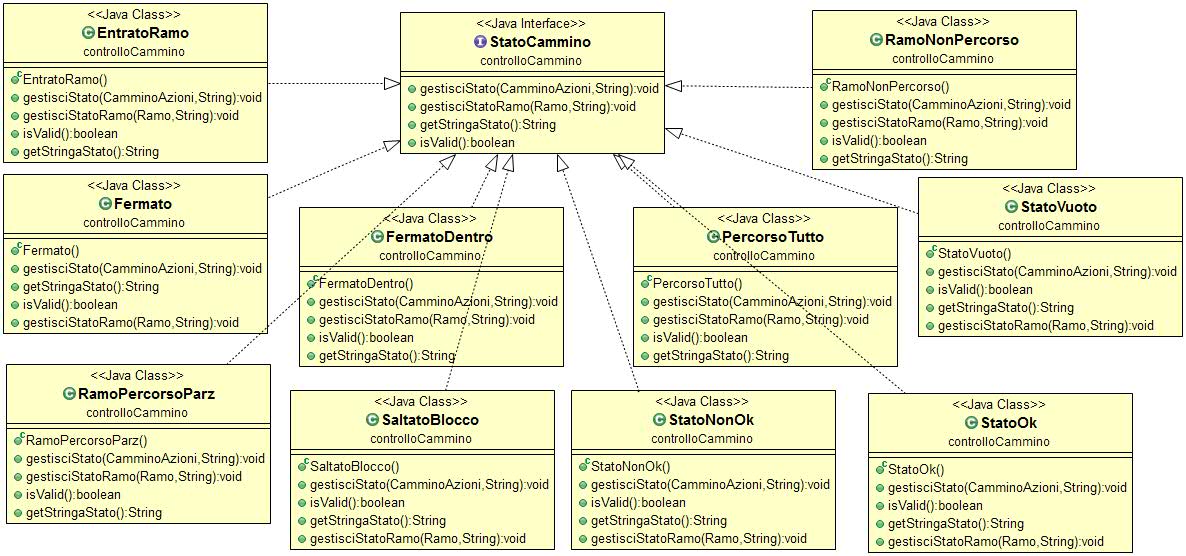 <<Java Class>>
EntratoRamo
controlloCammino
EntratoRamo()
gestisciStato(CamminoAzioni,String):void
gestisciStatoRamo(Ramo,String):void
isValid():boolean
getStringaStato():String
<<Java Interface>>
StatoCammino
controlloCammino
gestisciStato(CamminoAzioni,String):void
gestisciStatoRamo(Ramo,String):void
getStringaStato():String
isValid():boolean
<<Java Class>>
RamoNonPercorso
controlloCammino
RamoNonPercorso()
gestisciStato(CamminoAzioni,String):void
gestisciStatoRamo(Ramo,String):void
isValid():boolean
getStringaStato():String
<<Java Class>>
Fermato
controlloCammino
Fermato()
gestisciStato(CamminoAzioni,String):void
getStringaStato():String
isValid():boolean
gestisciStatoRamo(Ramo,String):void
<<Java Class>>
FermatoDentro
controlloCammino
FermatoDentro()
gestisciStato(CamminoAzioni,String):void
gestisciStatoRamo(Ramo,String):void
isValid():boolean
getStringaStato():String
<<Java Class>>
PercorsoTutto
controlloCammino
PercorsoTutto()
gestisciStato(CamminoAzioni,String):void
gestisciStatoRamo(Ramo,String):void
isValid():boolean
getStringaStato():String
<<Java Class>>
StatoVuoto
controlloCammino
StatoVuoto()
gestisciStato(CamminoAzioni,String):void
isValid():boolean
getStringaStato():String
gestisciStatoRamo(Ramo,String):void
<<Java Class>>
RamoPercorsoParz
controlloCammino
RamoPercorsoParz()
gestisciStato(CamminoAzioni,String):void
gestisciStatoRamo(Ramo,String):void
isValid():boolean
getStringaStato():String
<<Java Class>>
SaltatoBlocco
controlloCammino
SaltatoBlocco()
gestisciStato(CamminoAzioni,String):void
isValid():boolean
getStringaStato():String
gestisciStatoRamo(Ramo,String):void
<<Java Class>>
StatoNonOk
controlloCammino
StatoNonOk()
gestisciStato(CamminoAzioni,String):void
isValid():boolean
getStringaStato():String
gestisciStatoRamo(Ramo,String):void
<<Java Class>>
StatoOk
controlloCammino
StatoOk()
gestisciStato(CamminoAzioni,String):void
isValid():boolean
getStringaStato():String
gestisciStatoRamo(Ramo,String):void